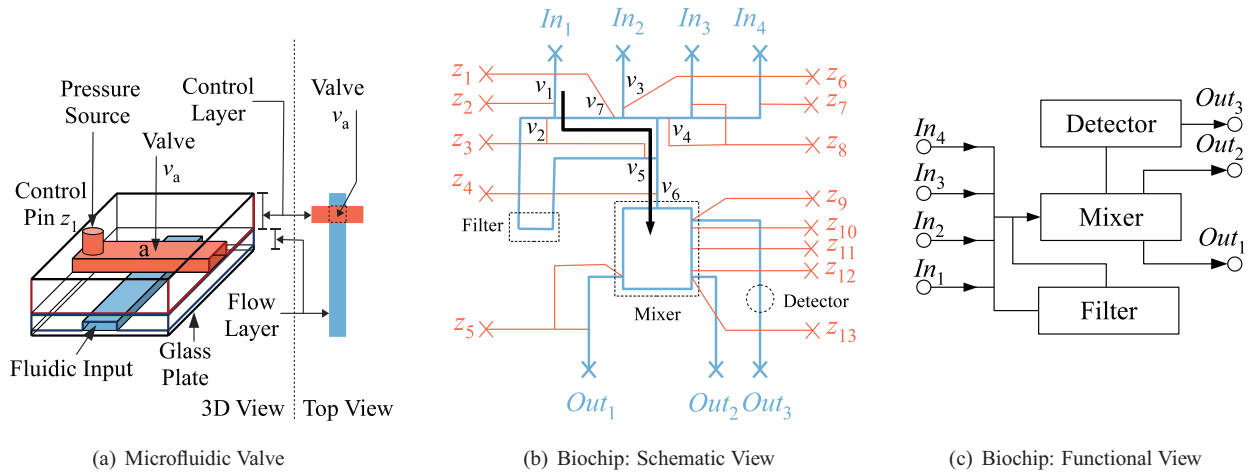 Pressure
Source
Control
Layer
Valve
v_a
Control
Pin z_1
a
Valve
v_a
Flow
Layer
Fluidic Input
Glass
Plate
3D View
Top View
(a) Microfluidic Valve
In_1
In_2
In_3
In_4
z_1
z_2
z_3
z_4
z_5
z_6
z_7
z_8
z_9
z_10
z_11
z_12
z_13
v_1
v_2
v_3
v_4
v_5
v_6
v_7
Filter
Mixer
Detector
Out_1
Out_2
Out_3
(b) Biochip: Schematic View
In_4
In_3
In_2
In_1
Detector
Mixer
Filter
Out_3
Out_2
Out_1
(c) Biochip: Functional View